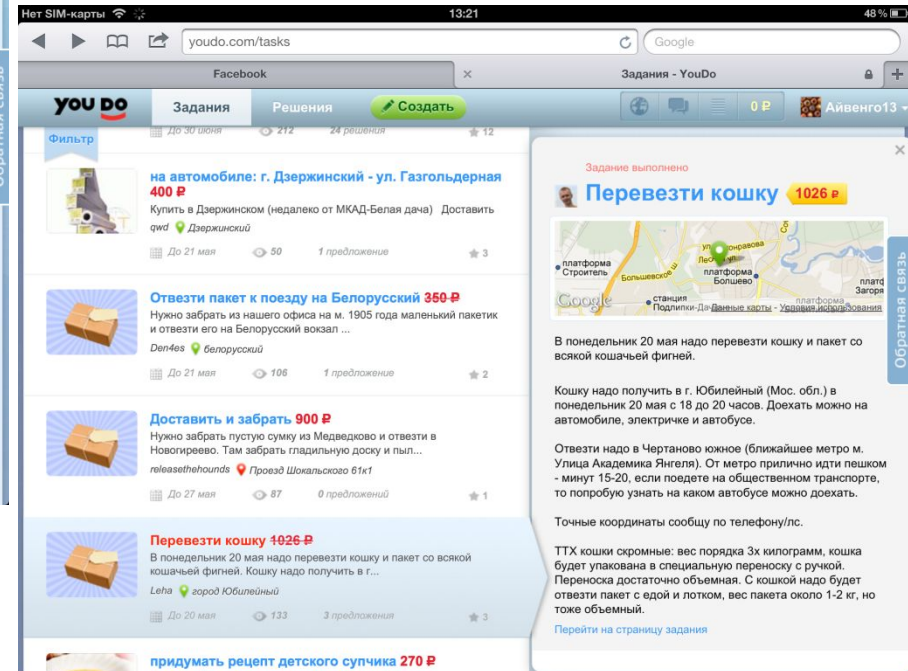 Нет SIM-карты
13:21
48 %
youdo.com/tasks
Google
Facebook
Задания - YouDo
YOU DO
Задания
Решения
Создать
0 ₽
Айвенго13
Фильтр
До 30 июня 212 24 решения 12
на автомобиле: г. Дзержинский - ул. Газгольдерная
400 ₽
Купить в Дзержинском (недалеко от МКАД-Белая дача) Доставить
qwd Дзержинский
До 21 мая 50 1 предложение 3
Отвезти пакет к поезду на Белорусский 350 ₽
Нужно забрать из нашего офиса на м. 1905 года маленький пакетик
и отвезти его на Белорусский вокзал ...
Den4es белорусский
До 21 мая 106 1 предложение 2
Доставить и забрать 900 ₽
Нужно забрать пустую сумку из Медведково и отвезти в
Новогиреево. Там забрать гладильную доску и пыл...
releasethehounds Проезд Шокальского 61к1
До 27 мая 87 0 предложений 1
Перевезти кошку 1026 ₽
В понедельник 20 мая надо перевезти кошку и пакет со всякой
кошачьей фигней. Кошку надо получить в г...
Leha город Юбилейный
До 20 мая 133 3 предложения 3
придумать рецепт детского супчика 270 ₽
Задание выполнено
Перевезти кошку 1026 ₽
платформа
Строитель
Большевское
платформа
Болшево
станция
Подлипки-Да
платформа
Загоря
Google
Данные карты - Условия использования
В понедельник 20 мая надо перевезти кошку и пакет со
всякой кошачьей фигней.
Кошку надо получить в г. Юбилейный (Мос. обл.) в
понедельник 20 мая с 18 до 20 часов. Доехать можно на
автомобиле, электричке и автобусе.
Отвезти надо в Чертаново южное (ближайшее метро м.
Улица Академика Янгеля). От метро прилично идти пешком
- минут 15-20, если поедете на общественном транспорте,
то попробую узнать на каком автобусе можно доехать.
Точные координаты сообщу по телефону/лс.
ТТХ кошки скромные: вес порядка 3х килограмм, кошка
будет упакована в специальную переноску с ручкой.
Переноска достаточно объемная. С кошкой надо будет
отвезти пакет с едой и лотком, вес пакета около 1-2 кг, но
тоже объемный.
Перейти на страницу задания
Обратная связь
Обратная связь